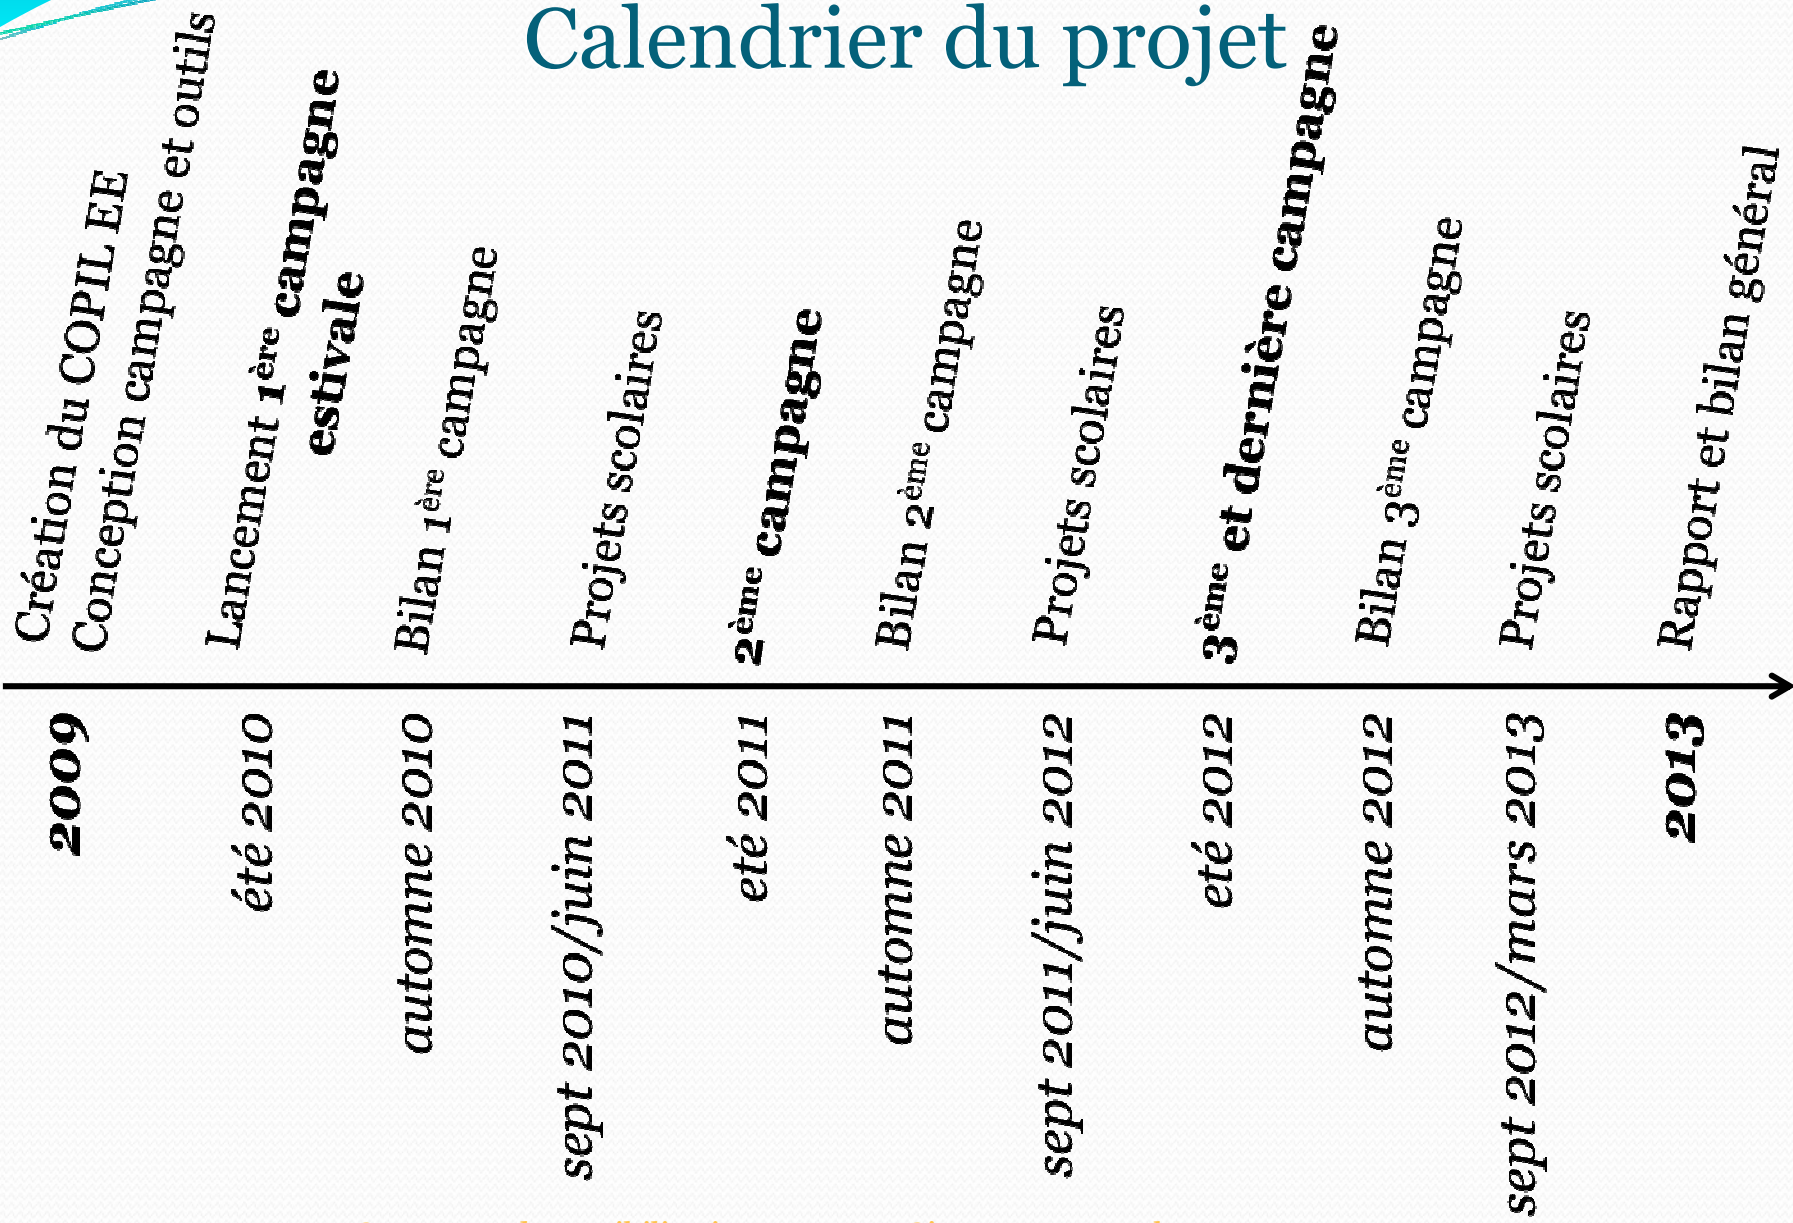 Calendrier du projet
Création du COPIL EE
Conception campagne et outils
Lancement 1ère campagne
estivale
Bilan 1ère campagne
Projets scolaires
2ème campagne
Bilan 2ème campagne
Projets scolaires
3ème et dernière campagne
Bilan 3ème campagne
Projets scolaires
Rapport et bilan général
2009
été 2010
automne 2010
sept 2010/juin 2011
eté 2011
automne 2011
sept 2011/juin 2012
eté 2012
automne 2012
sept 2012/mars 2013
2013